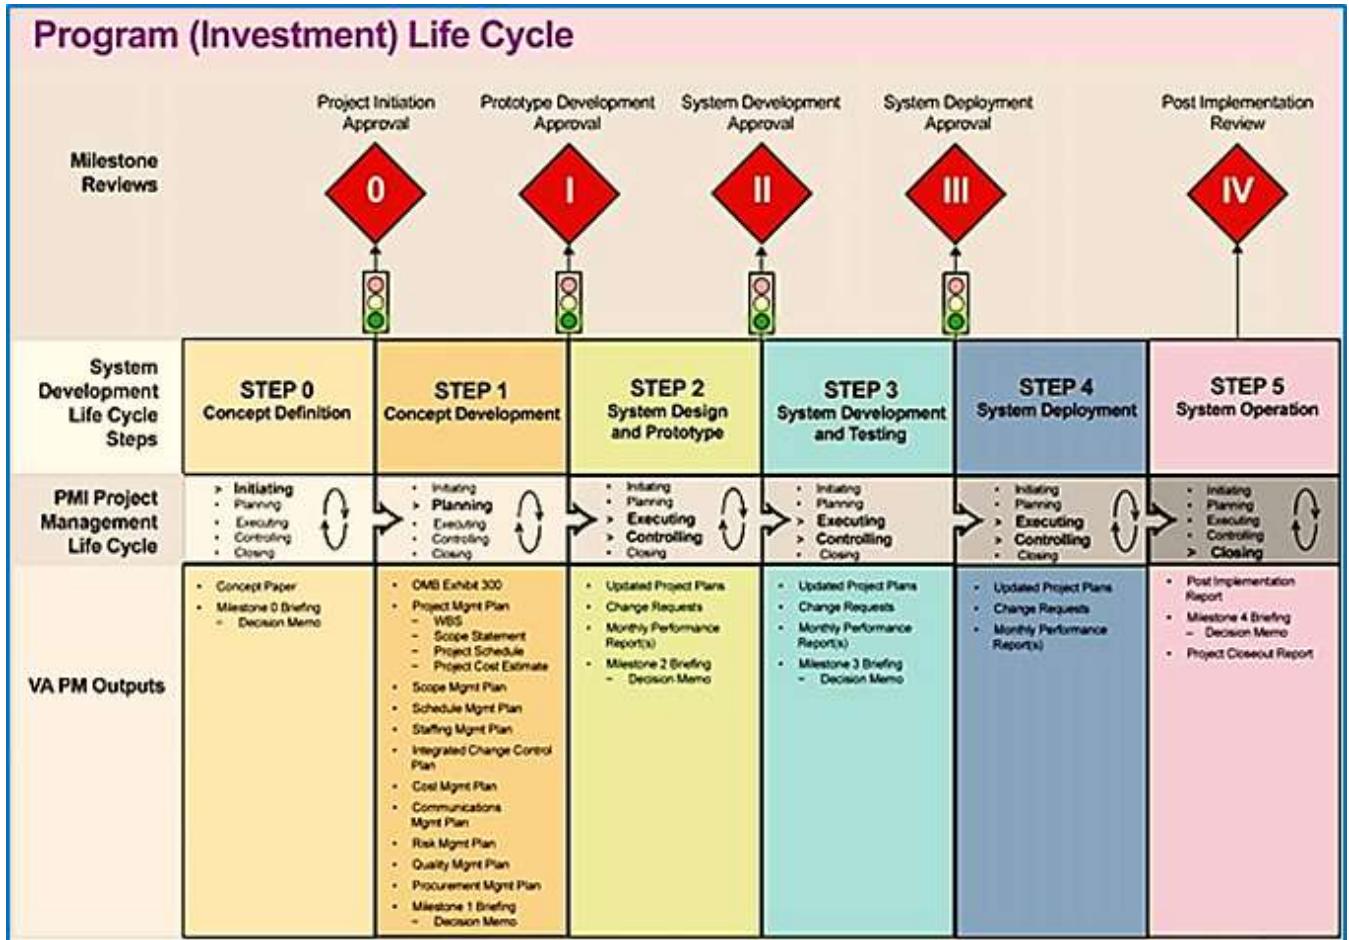 Program (Investment) Life Cycle
Milestone
Reviews
Project Initiation
Approval
0
Prototype Development
Approval
I
System Development
Approval
II
System Deployment
Approval
III
Post Implementation
Review
IV
System
Development
Life Cycle
Steps
STEP 0
Concept Definition
STEP 1
Concept Development
STEP 2
System Design
and Prototype
STEP 3
System Development
and Testing
STEP 4
System Deployment
STEP 5
System Operation
PMI Project
Management
Life Cycle
> Initiating
• Planning
• Executing
• Controlling
• Closing
• Initiating
> Planning
• Executing
• Controlling
• Closing
• Initiating
• Planning
> Executing
> Controlling
• Closing
• Initiating
• Planning
> Executing
> Controlling
• Closing
• Initiating
• Planning
> Executing
> Controlling
• Closing
• Initiating
• Planning
• Executing
• Controlling
> Closing
VA PM Outputs
• Concept Paper
• Milestone 0 Briefing
– Decision Memo
• OMB Exhibit 300
• Project Mgmt Plan
– WBS
– Scope Statement
– Project Schedule
– Project Cost Estimate
• Scope Mgmt Plan
• Schedule Mgmt Plan
• Staffing Mgmt Plan
• Integrated Change Control
Plan
• Cost Mgmt Plan
• Communications
Mgmt Plan
• Risk Mgmt Plan
• Quality Mgmt Plan
• Procurement Mgmt Plan
• Milestone 1 Briefing
– Decision Memo
• Updated Project Plans
• Change Requests
• Monthly Performance
Report(s)
• Milestone 2 Briefing
– Decision Memo
• Updated Project Plans
• Change Requests
• Monthly Performance
Report(s)
• Milestone 3 Briefing
– Decision Memo
• Updated Project Plans
• Change Requests
• Monthly Performance
Report(s)
• Post Implementation
Report
• Milestone 4 Briefing
– Decision Memo
• Project Closeout Report